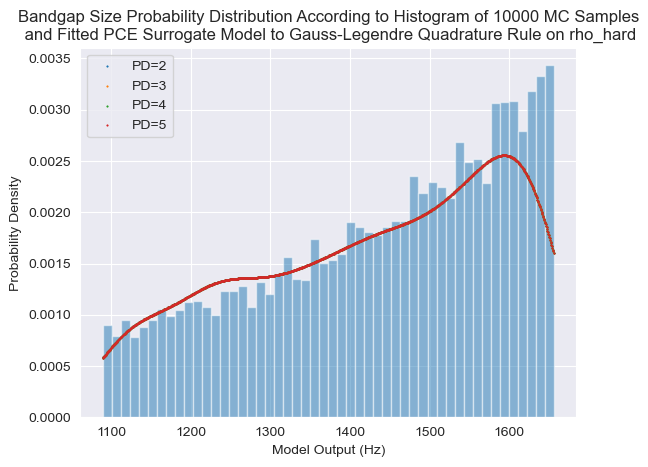 Bandgap Size Probability Distribution According to Histogram of 10000 MC Samples
and Fitted PCE Surrogate Model to Gauss-Legendre Quadrature Rule on rho_hard
PD=2
PD=3
PD=4
PD=5
Probability Density
0.0035
0.0030
0.0025
0.0020
0.0015
0.0010
0.0005
0.0000
1100 1200 1300 1400 1500 1600
Model Output (Hz)